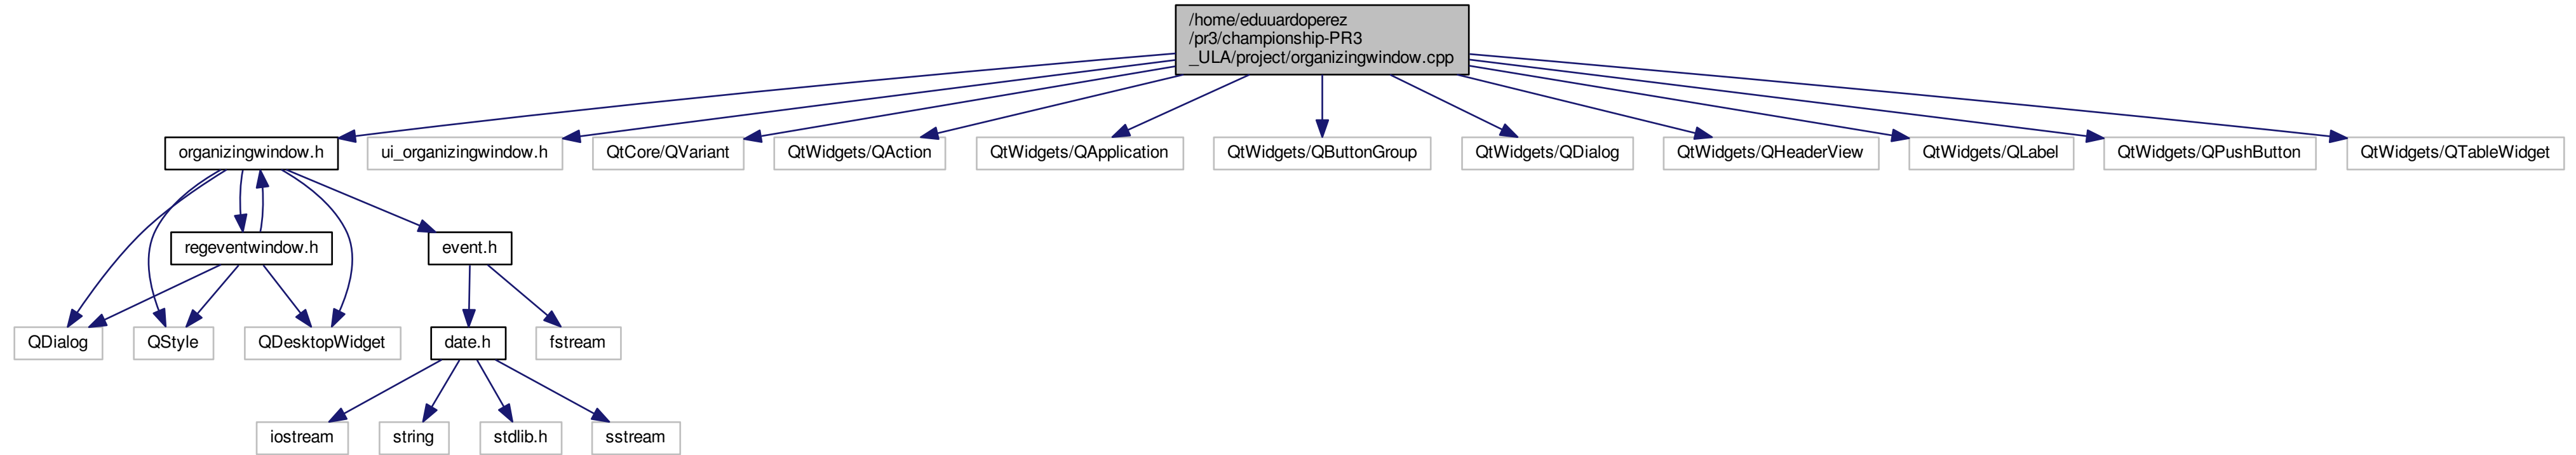 /home/eduuardoperez
/pr3/championship-PR3
_ULA/project/organizingwindow.cpp
organizingwindow.h
ui_organizingwindow.h
QtCore/QVariant
QtWidgets/QAction
QtWidgets/QApplication
QtWidgets/QButtonGroup
QtWidgets/QDialog
QtWidgets/QHeaderView
QtWidgets/QLabel
QtWidgets/QPushButton
QtWidgets/QTableWidget
regeventwindow.h
event.h
QDialog
QStyle
QDesktopWidget
date.h
fstream
iostream
string
stdlib.h
sstream